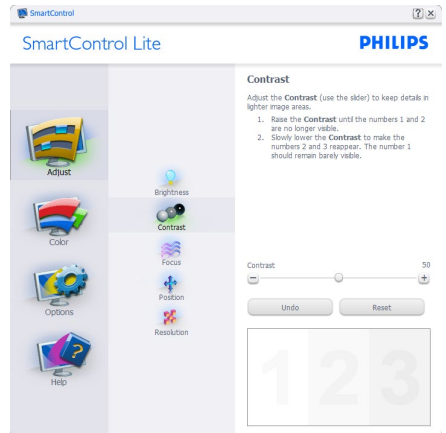 SmartControl
SmartControl Lite
PHILIPS
Adjust
Color
Options
Help
Brightness
Contrast
Focus
Position
Resolution
Contrast
Adjust the Contrast (use the slider) to keep details in
lighter image areas.
1. Raise the Contrast until the numbers 1 and 2
are no longer visible.
2. Slowly lower the Contrast to make the
numbers 2 and 3 reappear. The number 1
should remain barely visible.
Contrast 50
Undo Reset
1 2 3